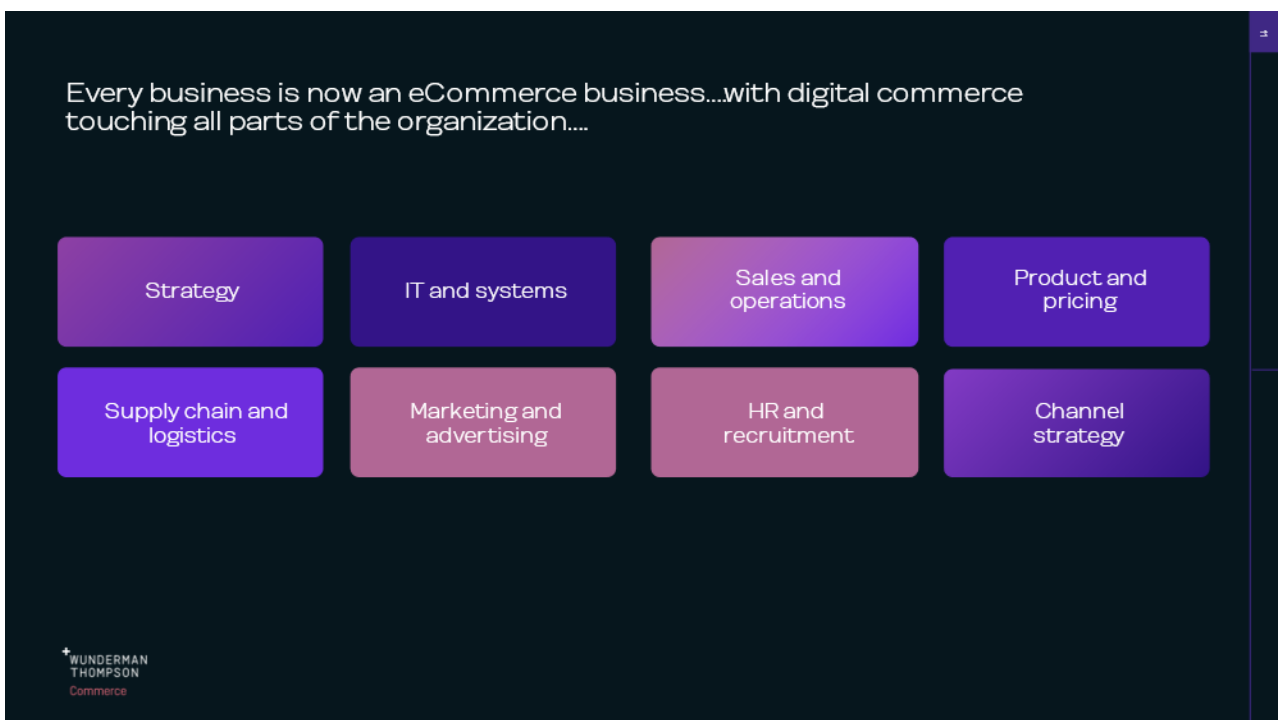 Every business is now an eCommerce business....with digital commerce
touching all parts of the organization....
Strategy
IT and systems
Sales and
operations
Product and
pricing
Supply chain and
logistics
Marketing and
advertising
HR and
recruitment
Channel
strategy
WUNDERMAN
THOMPSON
Commerce